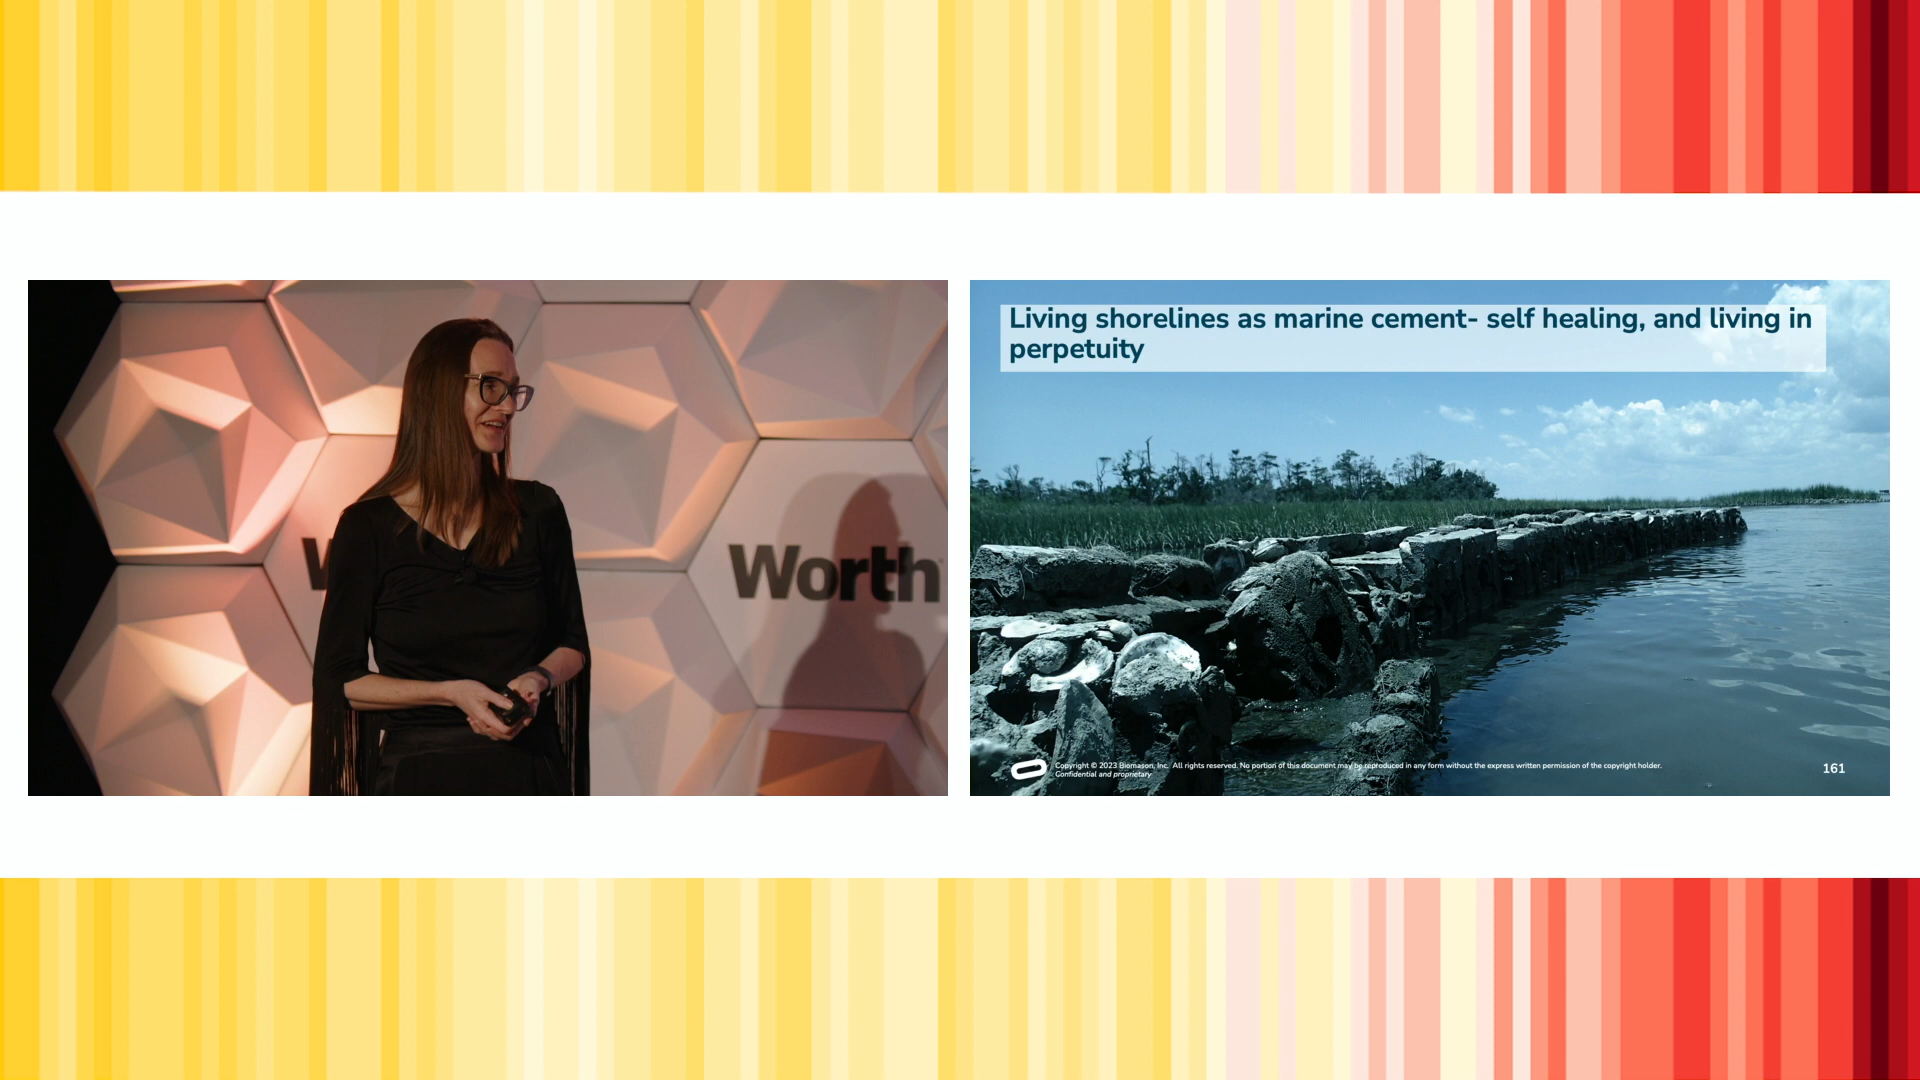 W
Worth
Living shorelines as marine cement- self healing, and living in
perpetuity
Copyright © 2023 Biomason, Inc. All rights reserved. No portion of this document may be reproduced in any form without the express written permission of the copyright holder.
Confidential and proprietary
161